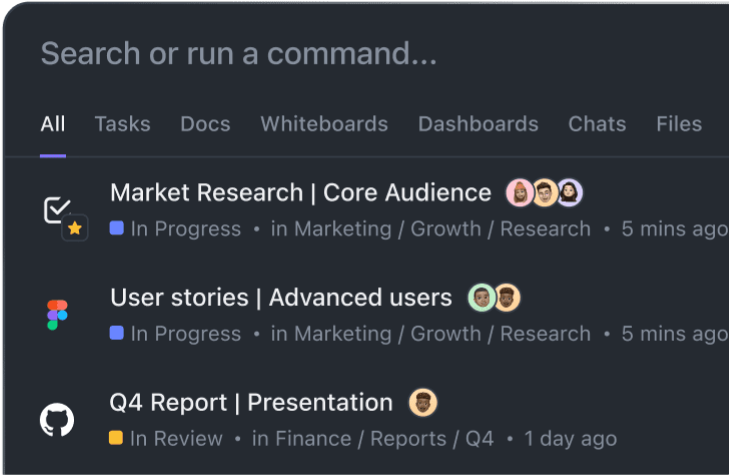 Search or run a command...
All Tasks Docs Whiteboards Dashboards Chats Files
Market Research | Core Audience
In Progress • in Marketing / Growth / Research • 5 mins ago
User stories | Advanced users
In Progress • in Marketing / Growth / Research • 5 mins ago
Q4 Report | Presentation
In Review • in Finance / Reports / Q4 • 1 day ago